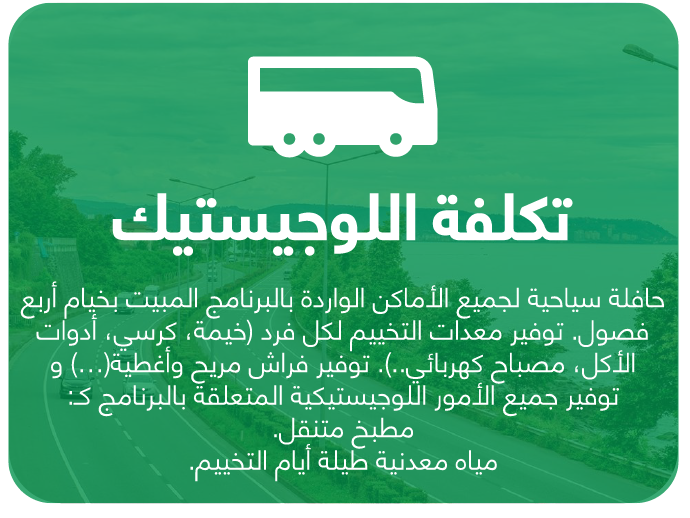 تكلفة اللوجيستيك
حافلة سياحية لجميع الأماكن الواردة بالبرنامج المبيت بخيام أربع
فصول. توفير معدات التخييم لكل فرد (خيمة، كرسي، أدوات
الأكل، مصباح كهربائي..). توفير فراش مريح وأغطية(...) و
توفير جميع الأمور اللوجيستيكية المتعلقة بالبرنامج كـ:
مطبخ متنقل.
مياه معدنية طيلة أيام التخييم.